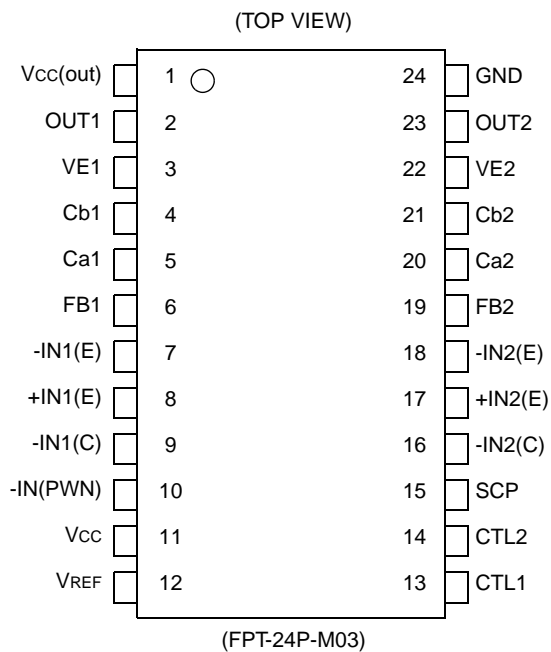 (TOP VIEW)
Vcc(out) 1 24 GND
OUT1 2 23 OUT2
VE1 3 22 VE2
Cb1 4 21 Cb2
Ca1 5 20 Ca2
FB1 6 19 FB2
-IN1(E) 7 18 -IN2(E)
+IN1(E) 8 17 +IN2(E)
-IN1(C) 9 16 -IN2(C)
-IN(PWN) 10 15 SCP
Vcc 11 14 CTL2
VREF 12 13 CTL1
(FPT-24P-M03)